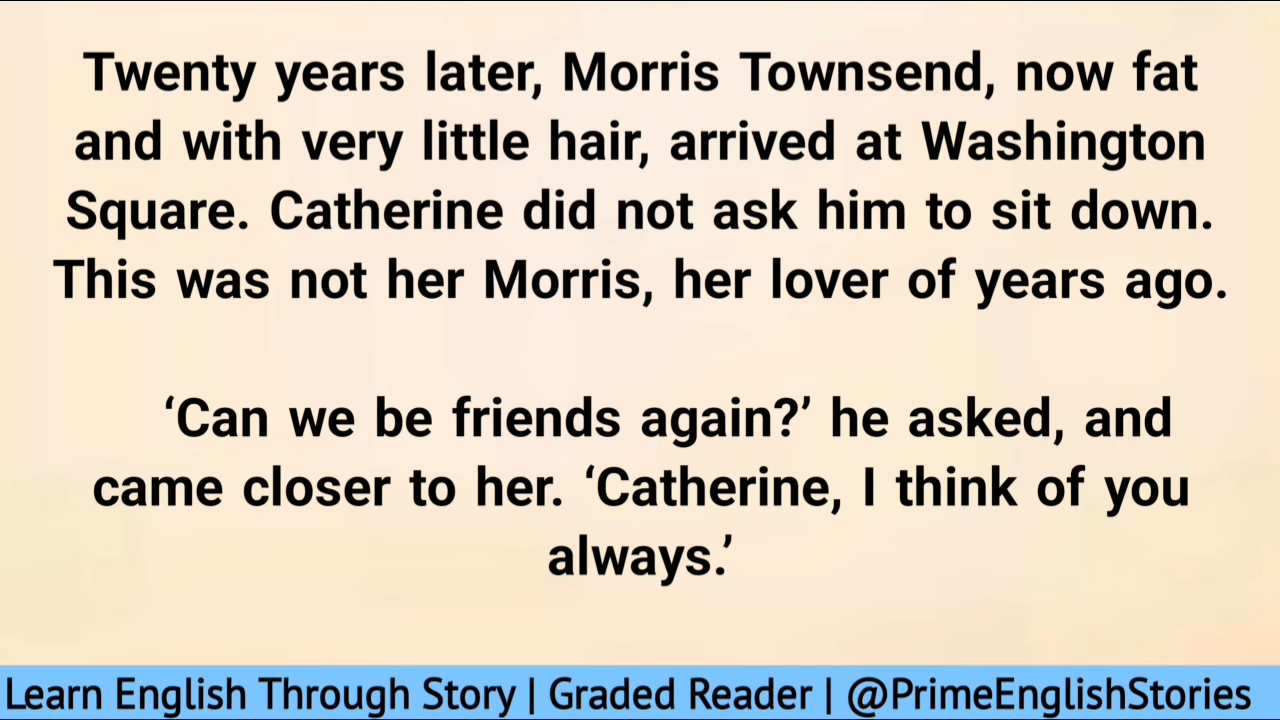 Twenty years later, Morris Townsend, now fat
and with very little hair, arrived at Washington
Square. Catherine did not ask him to sit down.
This was not her Morris, her lover of years ago.
‘Can we be friends again?’ he asked, and
came closer to her. ‘Catherine, I think of you
always.’
Learn English Through Story | Graded Reader | @PrimeEnglishStories